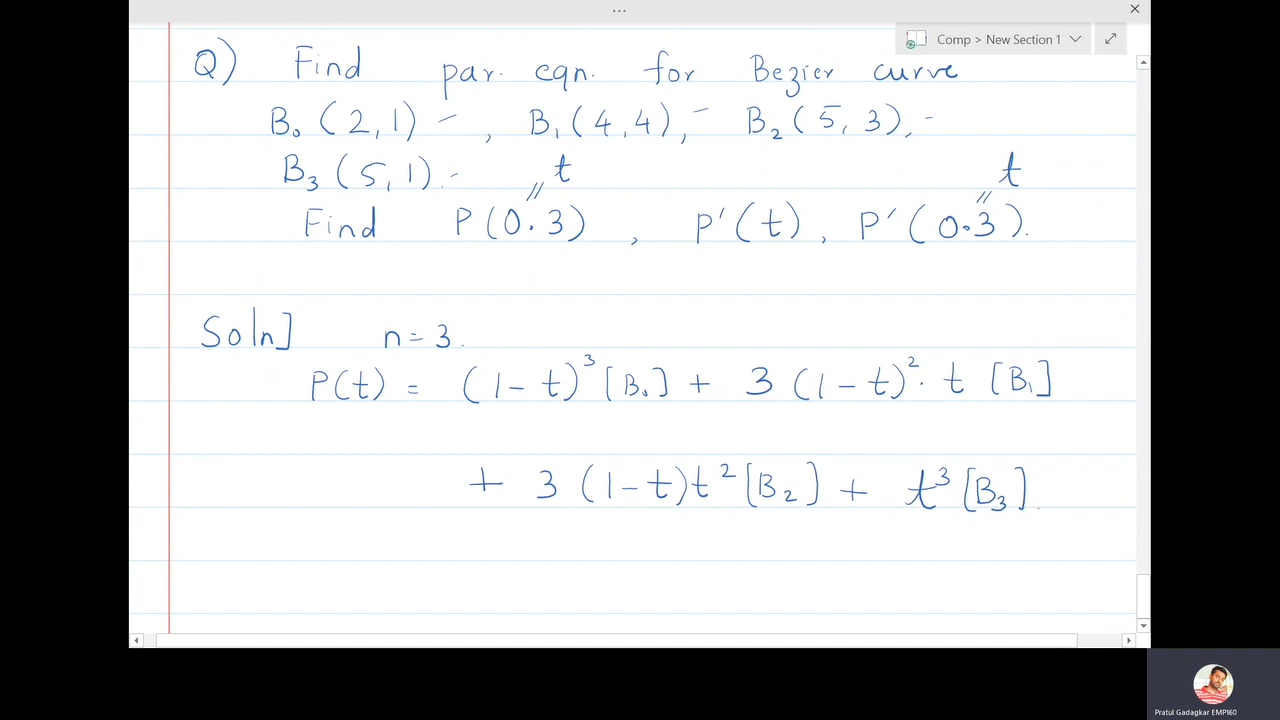 ...
Comp > New Section 1
Q) Find par. eqn. for Bezier curve
B₀ (2,1) , B₁ (4,4), B₂ (5,3),
B₃ (5,1).
t t
Find P(0.3) , P'(t), P'(0.3).
Soln] n = 3.
P(t) = (1-t)³ [B₀] + 3 (1-t)². t [B₁]
+ 3 (1-t)t² [B₂] + t³ [B₃].
Pratul Gadagkar EMP160